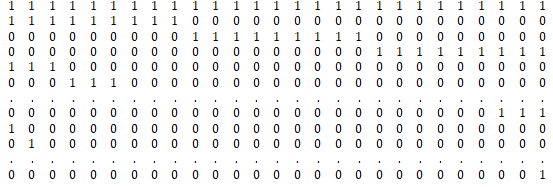 1 1 1 1 1 1 1 1 1 1 1 1 1 1 1 1 1 1 1 1 1 1 1 1 1 1 1
1 1 1 1 1 1 1 1 1 0 0 0 0 0 0 0 0 0 0 0 0 0 0 0 0 0 0
0 0 0 0 0 0 0 0 0 1 1 1 1 1 1 1 1 1 0 0 0 0 0 0 0 0 0
0 0 0 0 0 0 0 0 0 0 0 0 0 0 0 0 0 0 1 1 1 1 1 1 1 1 1
1 1 1 0 0 0 0 0 0 0 0 0 0 0 0 0 0 0 0 0 0 0 0 0 0 0 0
0 0 0 1 1 1 0 0 0 0 0 0 0 0 0 0 0 0 0 0 0 0 0 0 0 0 0
. . . . . . . . . . . . . . . . . . . . . . . . . . .
0 0 0 0 0 0 0 0 0 0 0 0 0 0 0 0 0 0 0 0 0 0 0 0 1 1 1
1 0 0 0 0 0 0 0 0 0 0 0 0 0 0 0 0 0 0 0 0 0 0 0 0 0 0
0 1 0 0 0 0 0 0 0 0 0 0 0 0 0 0 0 0 0 0 0 0 0 0 0 0 0
. . . . . . . . . . . . . . . . . . . . . . . . . . .
0 0 0 0 0 0 0 0 0 0 0 0 0 0 0 0 0 0 0 0 0 0 0 0 0 0 1